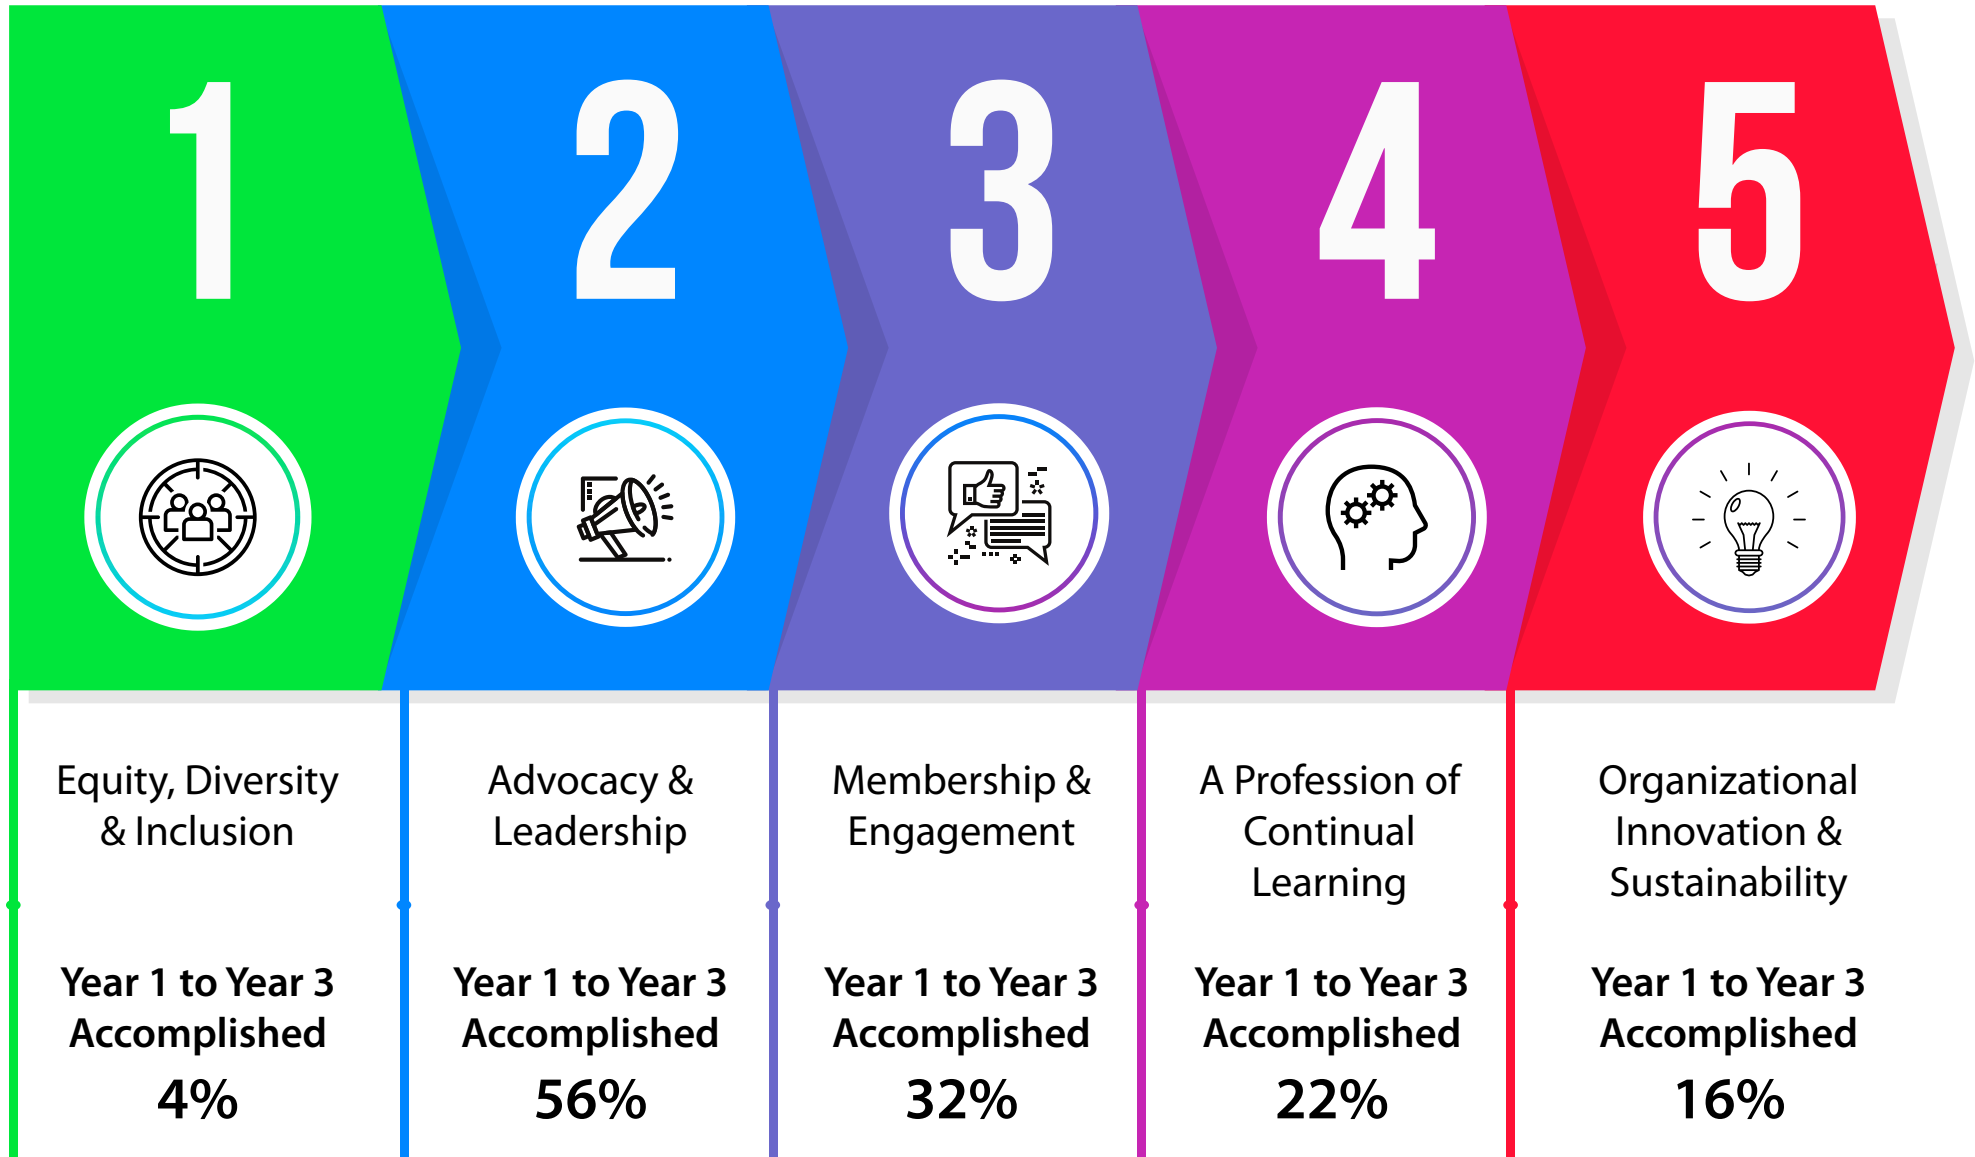 1
2
3
4
5
Equity, Diversity
& Inclusion
Year 1 to Year 3
Accomplished
4%
Advocacy &
Leadership
Year 1 to Year 3
Accomplished
56%
Membership &
Engagement
Year 1 to Year 3
Accomplished
32%
A Profession of
Continual
Learning
Year 1 to Year 3
Accomplished
22%
Organizational
Innovation &
Sustainability
Year 1 to Year 3
Accomplished
16%